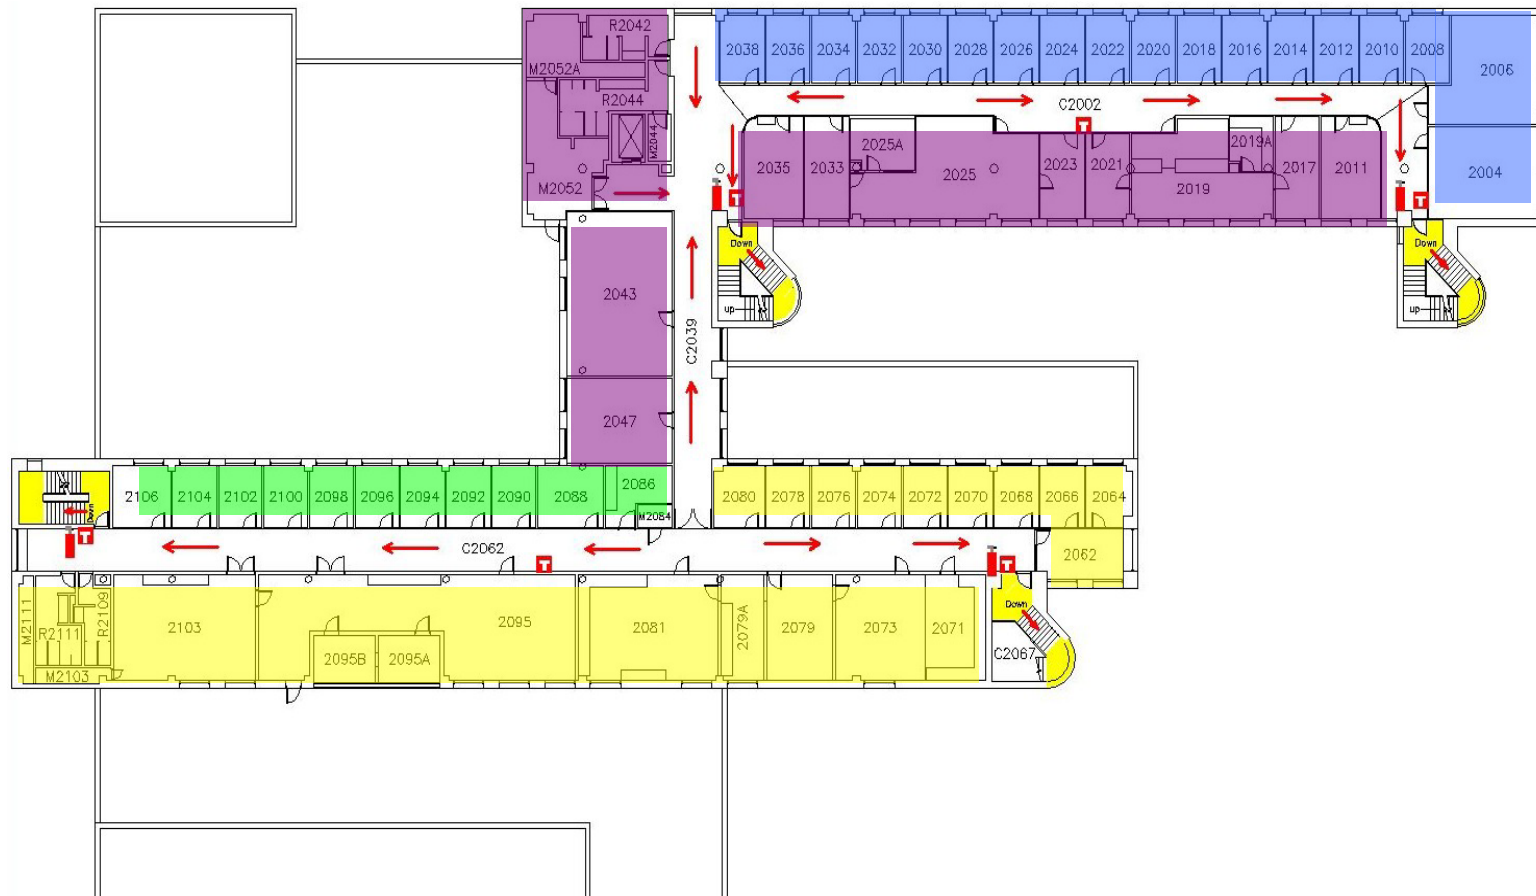 R2042
M2052A
R2044
M2044
M2052
2038 2036 2034 2032 2030 2028 2026 2024 2022 2020 2018 2016 2014 2012 2010 2008
2006
C2002
2035 2033 2025A 2025 2023 2021 2019 2019A 2017 2011
2004
Down
up
Down
up
2043
C2039
2047
2106 2104 2102 2100 2098 2096 2094 2092 2090 2088 2086
M2084
2080 2078 2076 2074 2072 2070 2068 2066 2064
Down
C2062
2062
M2111
R2111
R2109
M2103
2103
2095
2095B
2095A
2081
2079A
2079
2073
2071
Down
C2067
T
T
T
T
T
T